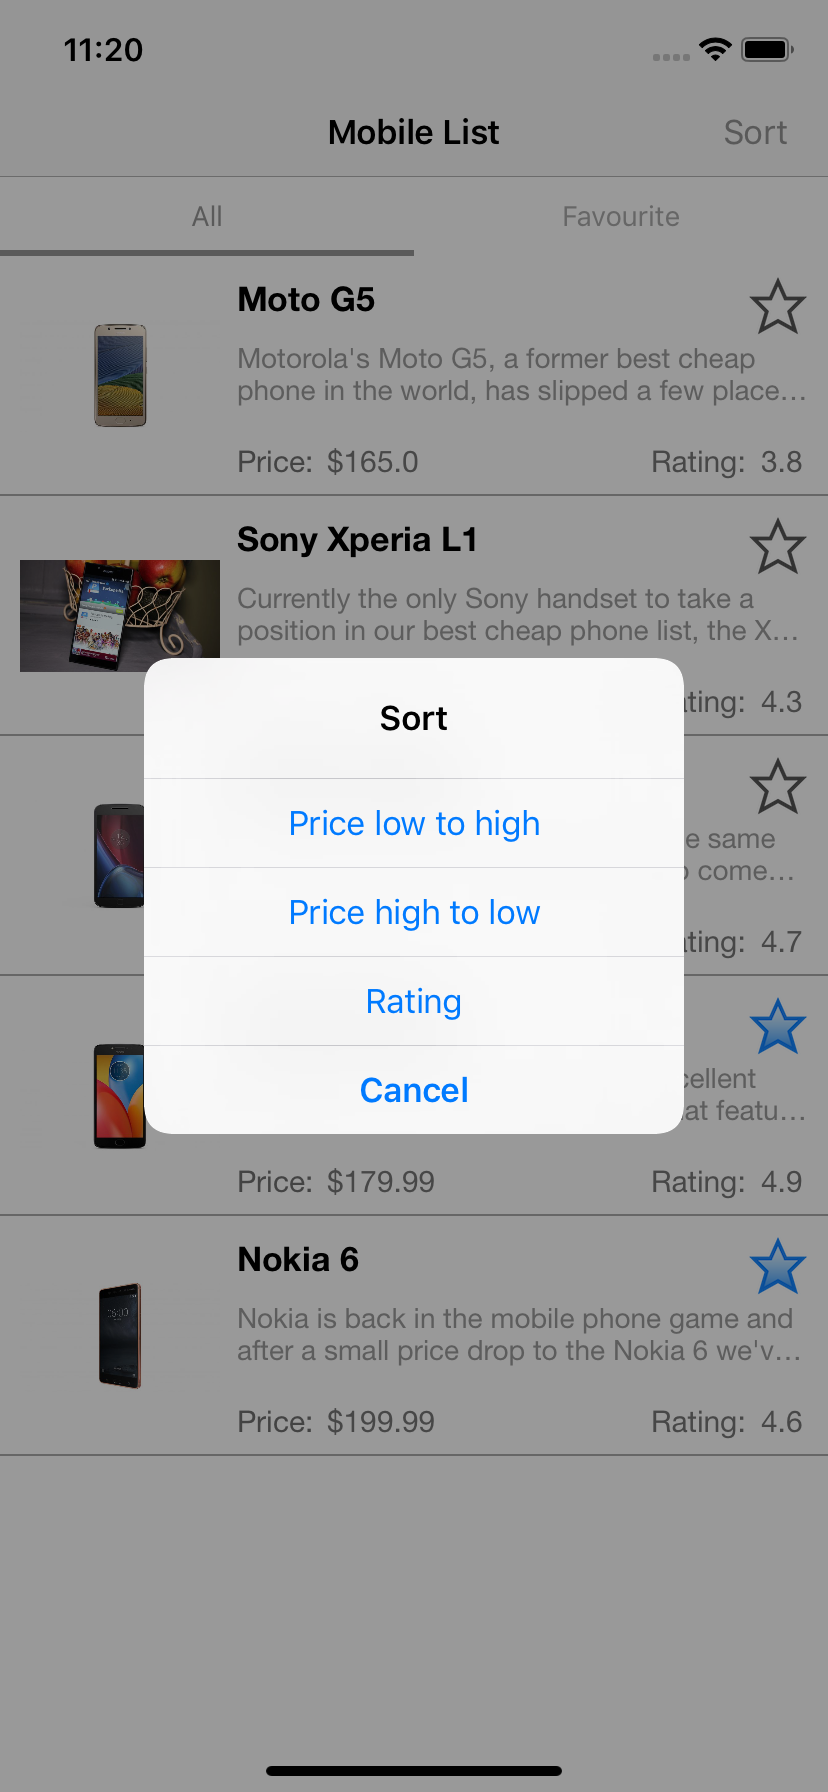 11:20
Mobile List
Sort
All
Favourite
Moto G5
Motorola's Moto G5, a former best cheap
phone in the world, has slipped a few place...
Price: $165.0
Rating: 3.8
Sony Xperia L1
Currently the only Sony handset to take a
position in our best cheap phone list, the X...
4.3
Sort
Price low to high
Price high to low
Rating
Cancel
same
come...
4.7
at featu...
Price: $179.99
Rating: 4.9
Nokia 6
Nokia is back in the mobile phone game and
after a small price drop to the Nokia 6 we'v...
Price: $199.99
Rating: 4.6